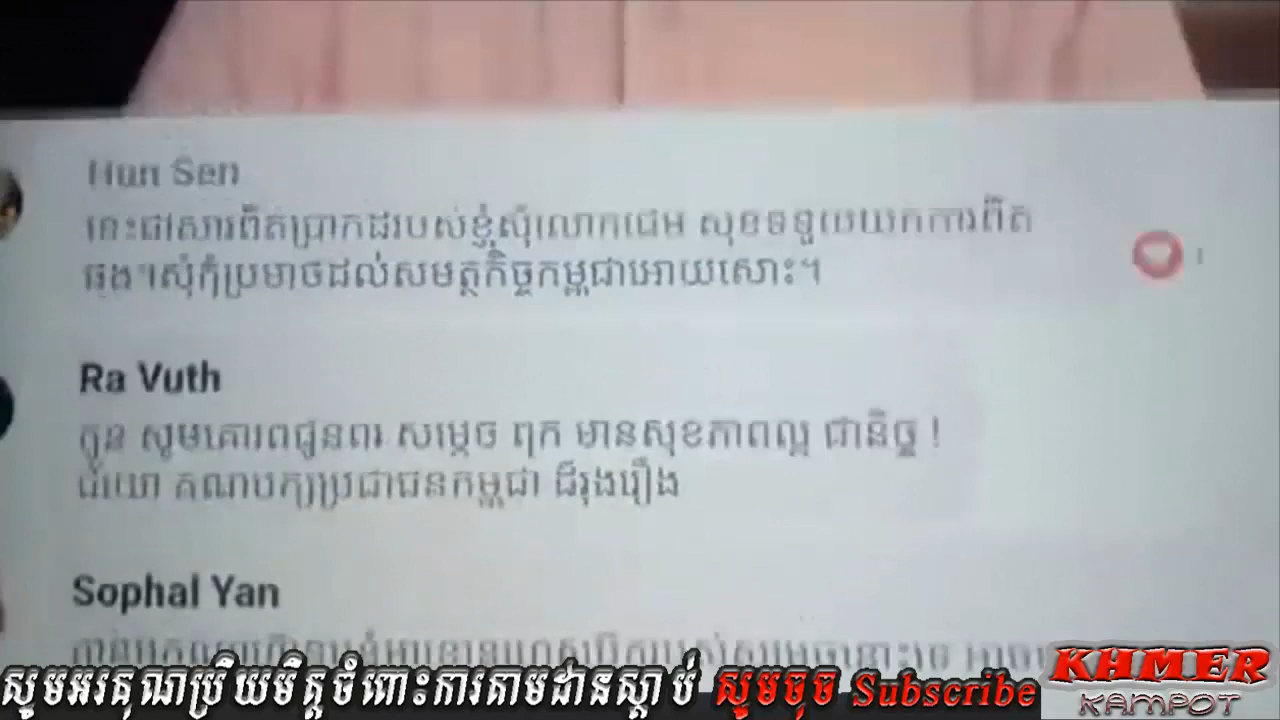 Hun Sen
នេះជាសារពិតប្រាកដរបស់ខ្ញុំសុំលោកជេម សុខទទួលយកការពិត
ផង។សុំកុំប្រមាថដល់សមត្ថកិច្ចកម្ពុជាអោយសោះ។
Ra Vuth
កូន សូមគោរពជូនពរ សម្តេច ពុក មានសុខភាពល្អ ជានិច្ច !
ជ័យោ គណបក្សប្រជាជនកម្ពុជា ដ៏រុងរឿង
Sophal Yan
សូមអរគុណប្រិយមិត្តចំពោះការតាមដានស្តាប់ សូមចុច Subscribe
KHMER
KAMPOT